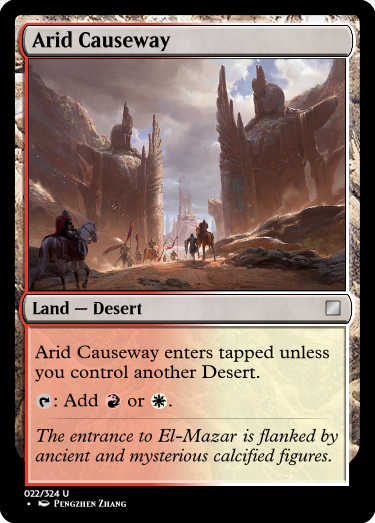 Arid Causeway
Land — Desert
Arid Causeway enters tapped unless
you control another Desert.
: Add or .
The entrance to El-Mazar is flanked by
ancient and mysterious calcified figures.
022/324 U
• Pengzhen Zhang